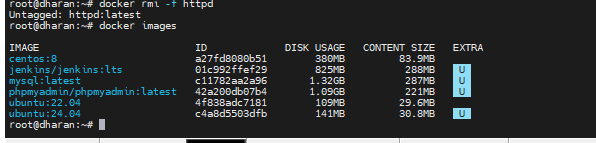 root@dharan:~# docker rmi -f httpd
Untagged: httpd:latest
root@dharan:~# docker images
IMAGE ID DISK USAGE CONTENT SIZE EXTRA
centos:8 a27fd8080b51 380MB 83.9MB
jenkins/jenkins:lts 01c992ffef29 825MB 288MB U
mysql:latest c11782aa2a96 1.32GB 287MB U
phpmyadmin/phpmyadmin:latest 42a200db07b4 1.09GB 221MB U
ubuntu:22.04 4f838adc7181 109MB 29.6MB
ubuntu:24.04 c4a8d5503dfb 141MB 30.8MB U
root@dharan:~#